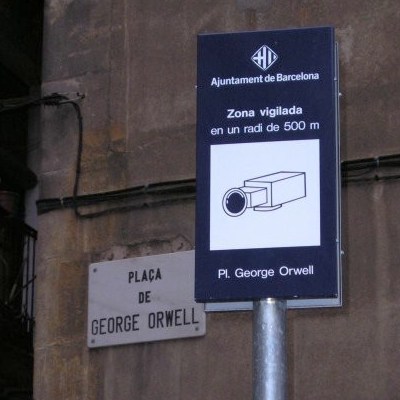 Ajuntament de Barcelona
Zona vigilada
en un radi de 500 m
Pl. George Orwell
PLAÇA
DE
GEORGE ORWELL